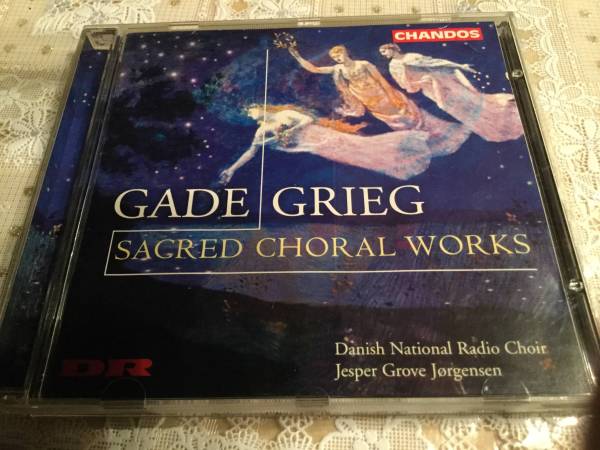 CHANDOS
GADE GRIEG
SACRED CHORAL WORKS
Danish National Radio Choir
Jesper Grove Jørgensen
DR